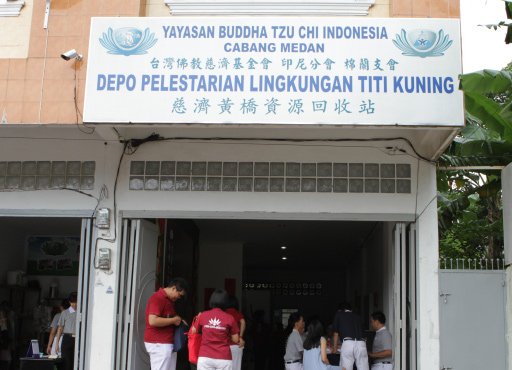 YAYASAN BUDDHA TZU CHI INDONESIA
CABANG MEDAN
台灣佛教慈濟基金會 印尼分會 棉蘭支會
DEPO PELESTARIAN LINGKUNGAN TITI KUNING
慈濟黃橋資源回收站